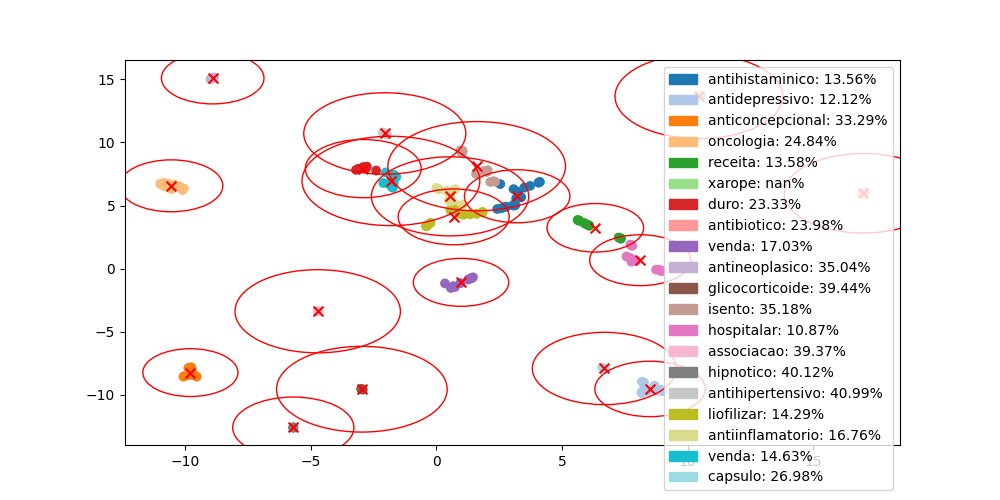 15
10
5
0
−5
−10
−10
−5
0
5
10
15
antihistaminico: 13.56%
antidepressivo: 12.12%
anticoncepcional: 33.29%
oncologia: 24.84%
receita: 13.58%
xarope: nan%
duro: 23.33%
antibiotico: 23.98%
venda: 17.03%
antineoplasico: 35.04%
glicocorticoide: 39.44%
isento: 35.18%
hospitalar: 10.87%
associacao: 39.37%
hipnotico: 40.12%
antihipertensivo: 40.99%
liofilizar: 14.29%
antiinflamatorio: 16.76%
venda: 14.63%
capsulo: 26.98%